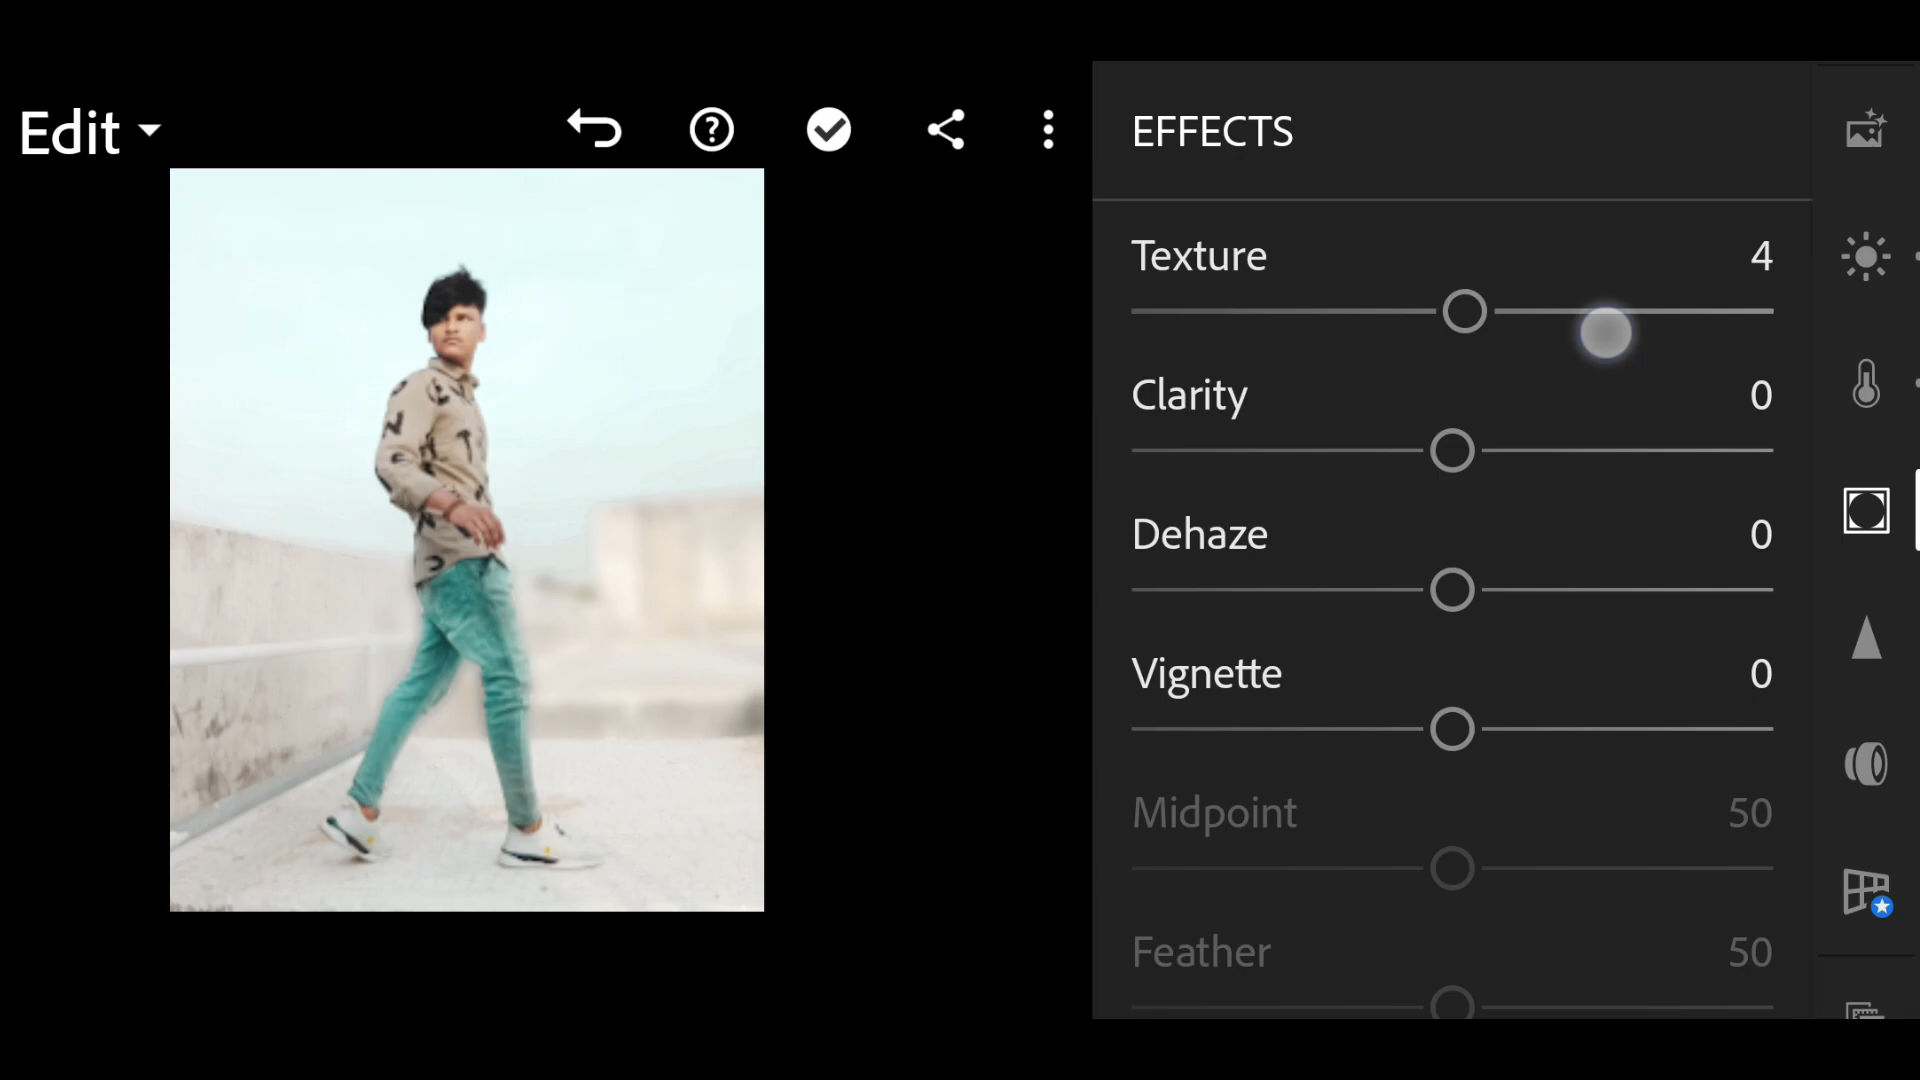 Edit
EFFECTS
Texture 4
Clarity 0
Dehaze 0
Vignette 0
Midpoint 50
Feather 50